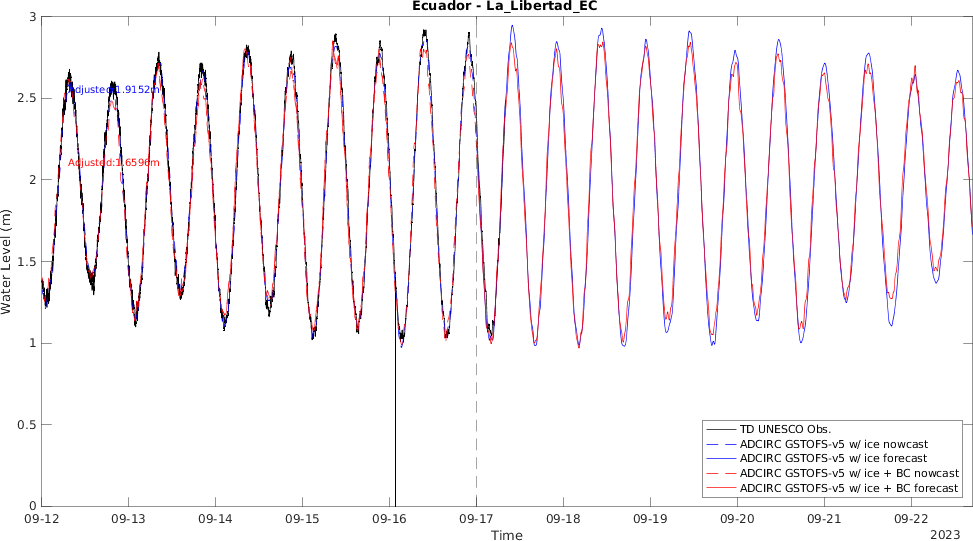 Ecuador - La_Libertad_EC
3
2.5
2
1.5
1
0.5
0
Water Level (m)
Adjusted:1.9152m
Adjusted:1.6596m
TD UNESCO Obs.
ADCIRC GSTOFS-v5 w/ ice nowcast
ADCIRC GSTOFS-v5 w/ ice forecast
ADCIRC GSTOFS-v5 w/ ice + BC nowcast
ADCIRC GSTOFS-v5 w/ ice + BC forecast
09-12 09-13 09-14 09-15 09-16 09-17 09-18 09-19 09-20 09-21 09-22
Time
2023